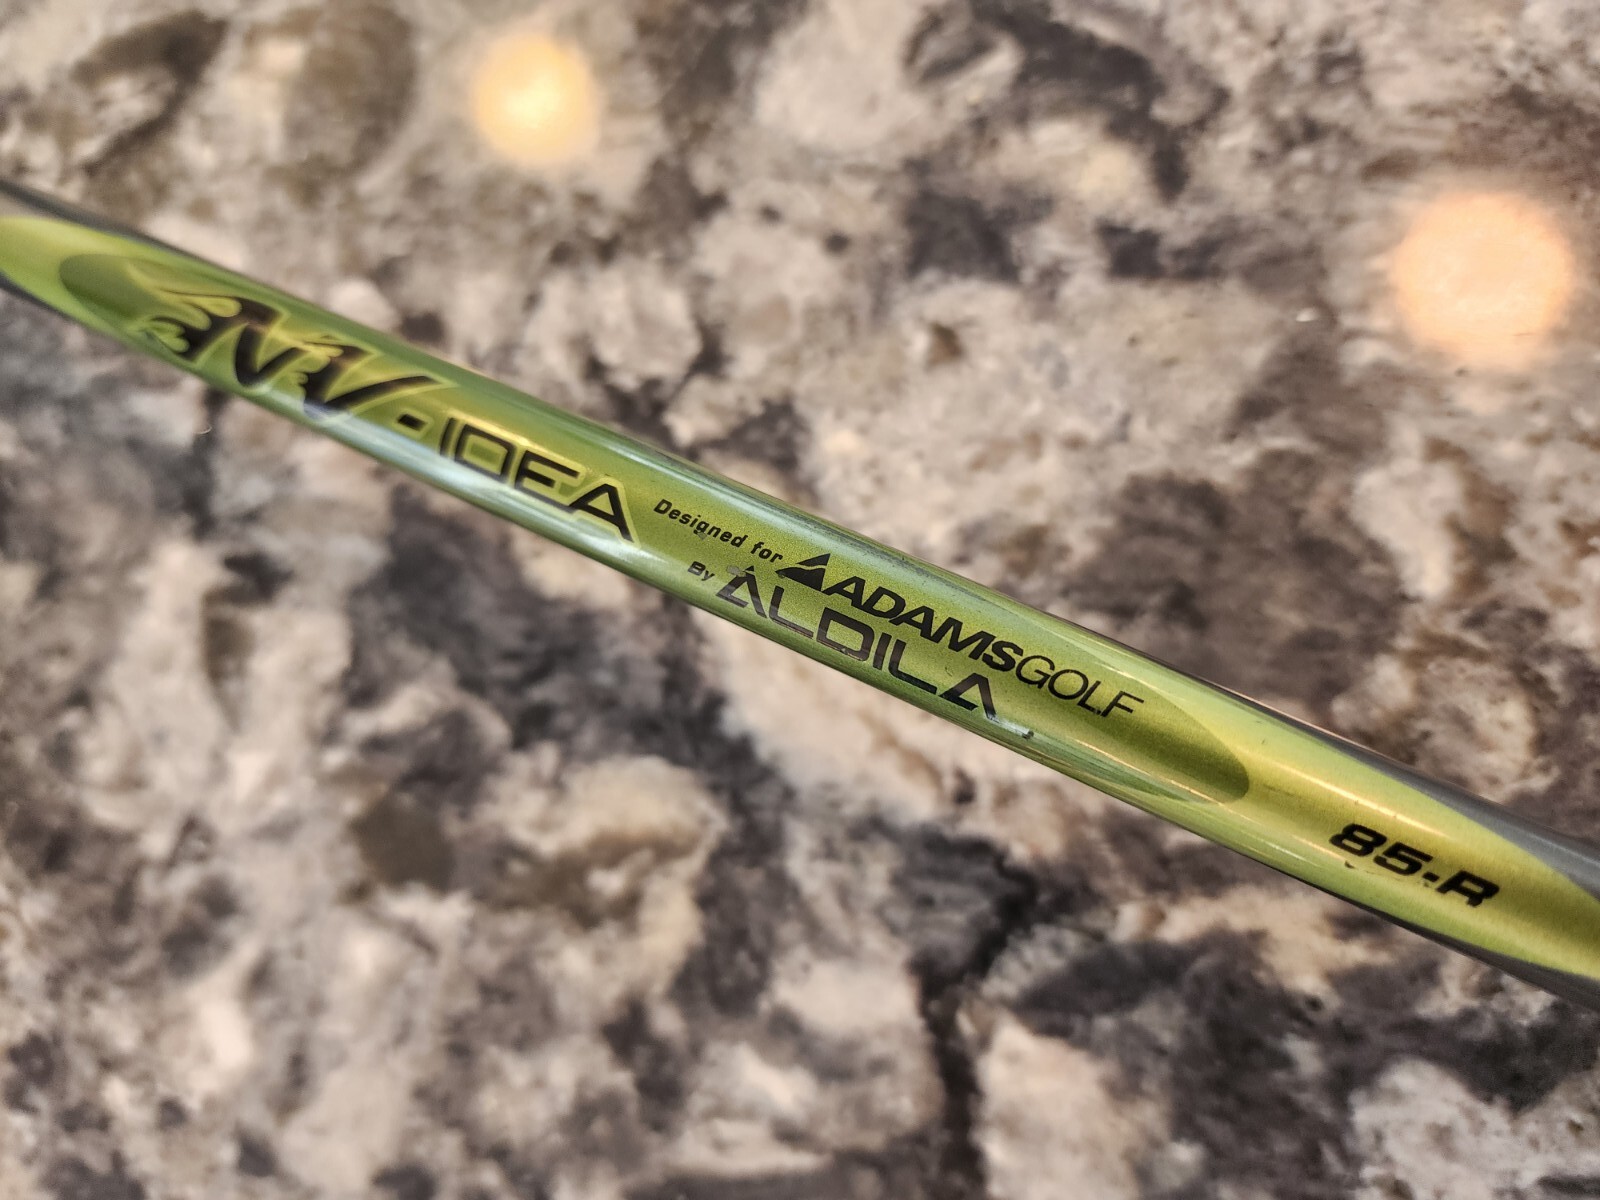 NV-IDEA
Designed for ADAMSGOLF
By ALDILA
85.R